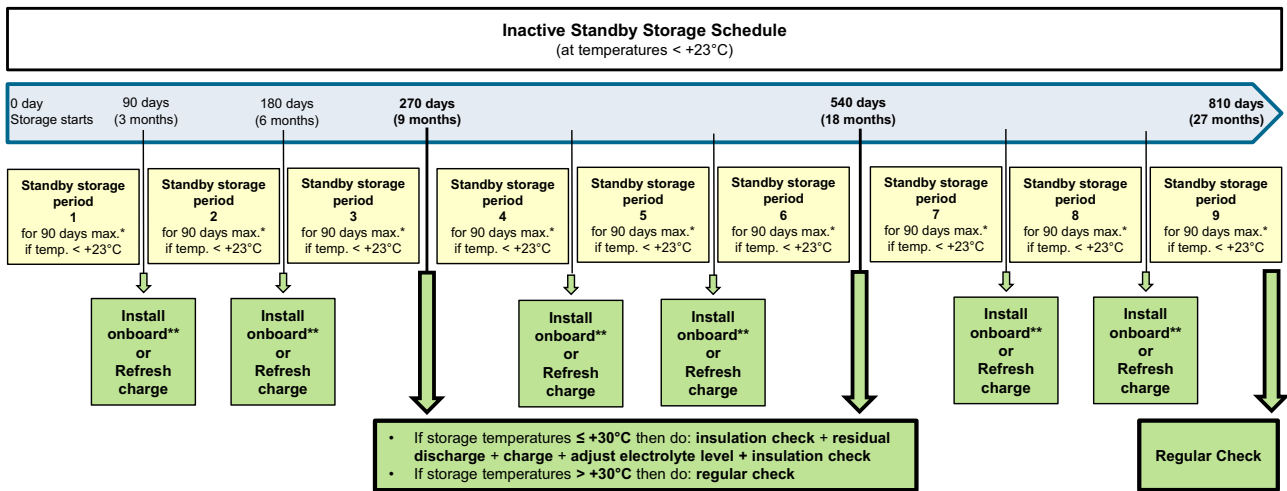 Inactive Standby Storage Schedule
(at temperatures < +23°C)
0 day
Storage starts
90 days
(3 months)
180 days
(6 months)
270 days
(9 months)
540 days
(18 months)
810 days
(27 months)
Standby storage
period
1
for 90 days max.*
if temp. < +23°C
Standby storage
period
2
for 90 days max.*
if temp. < +23°C
Standby storage
period
3
for 90 days max.*
if temp. < +23°C
Standby storage
period
4
for 90 days max.*
if temp. < +23°C
Standby storage
period
5
for 90 days max.*
if temp. < +23°C
Standby storage
period
6
for 90 days max.*
if temp. < +23°C
Standby storage
period
7
for 90 days max.*
if temp. < +23°C
Standby storage
period
8
for 90 days max.*
if temp. < +23°C
Standby storage
period
9
for 90 days max.*
if temp. < +23°C
Install
onboard**
or
Refresh
charge
Install
onboard**
or
Refresh
charge
Install
onboard**
or
Refresh
charge
Install
onboard**
or
Refresh
charge
Install
onboard**
or
Refresh
charge
Install
onboard**
or
Refresh
charge
• If storage temperatures ≤ +30°C then do: insulation check + residual
discharge + charge + adjust electrolyte level + insulation check
• If storage temperatures > +30°C then do: regular check
Regular Check